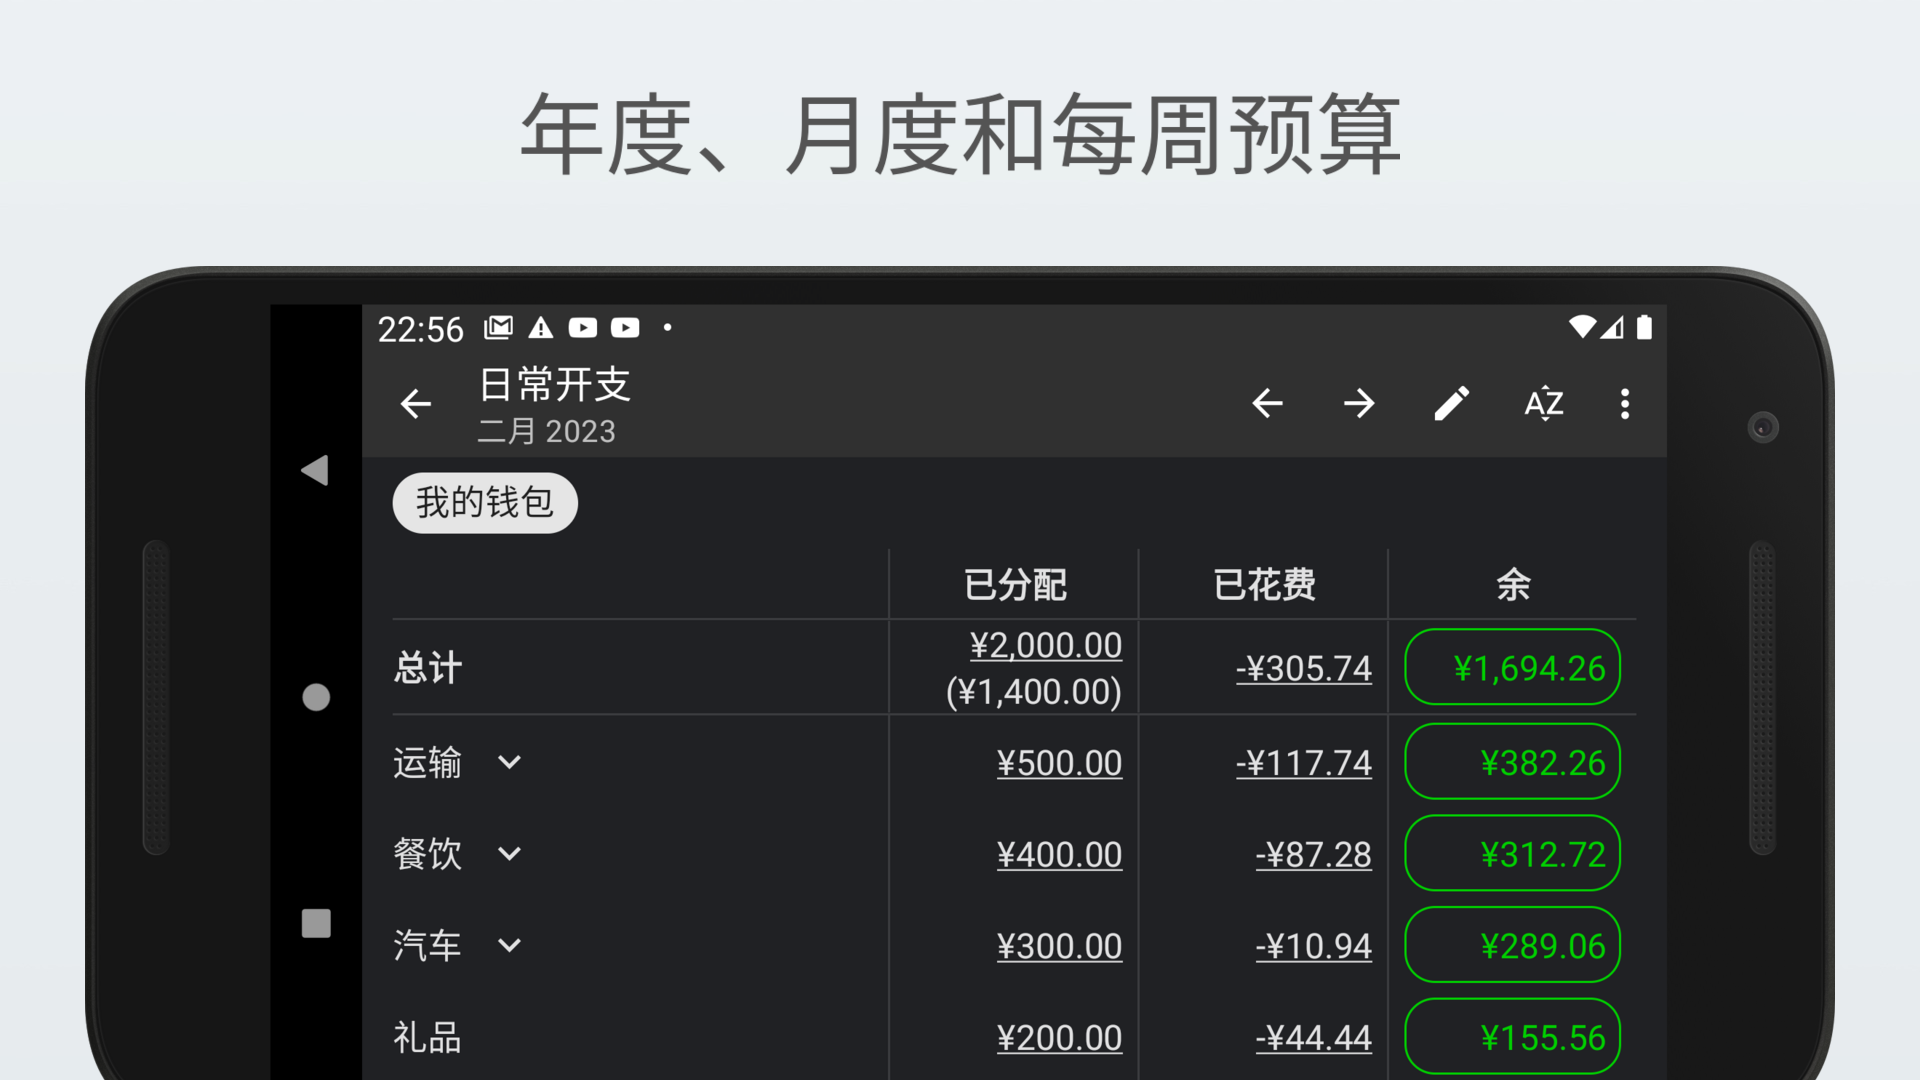 年度、月度和每周预算
22:56
日常开支
二月 2023
AZ
我的钱包
已分配 已花费 余
总计 ¥2,000.00 (¥1,400.00) -¥305.74 ¥1,694.26
运输 ¥500.00 -¥117.74 ¥382.26
餐饮 ¥400.00 -¥87.28 ¥312.72
汽车 ¥300.00 -¥10.94 ¥289.06
礼品 ¥200.00 -¥44.44 ¥155.56